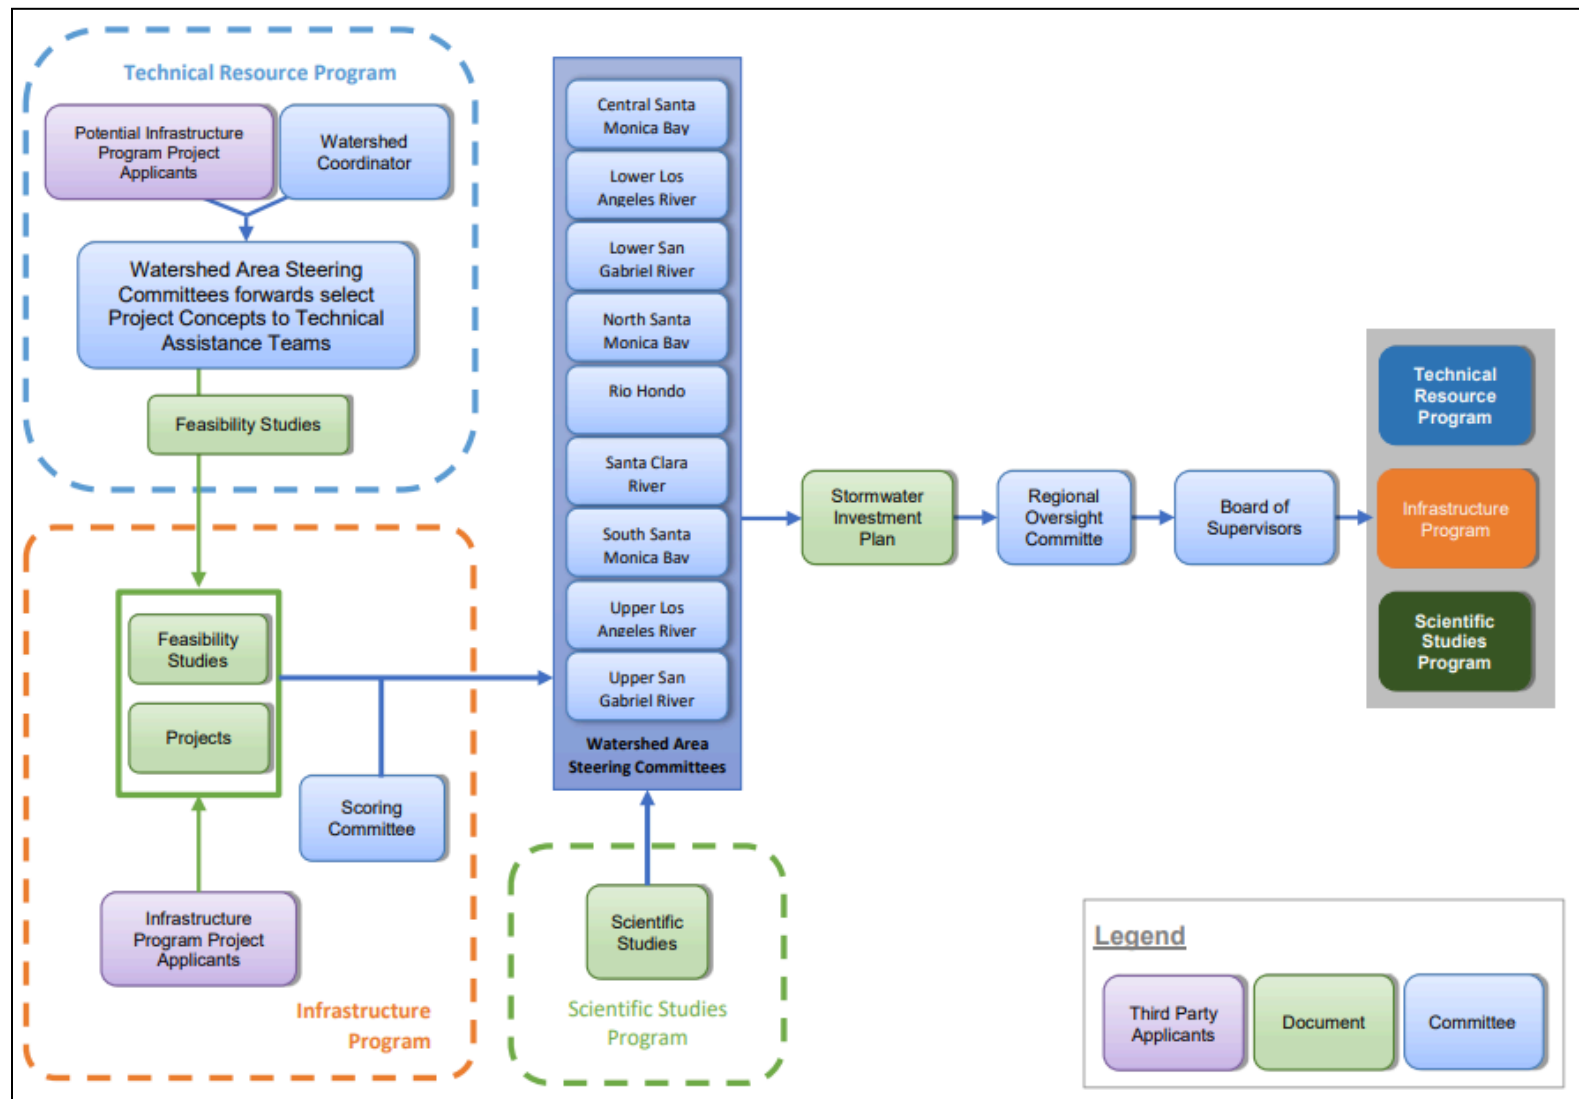 Technical Resource Program
Potential Infrastructure
Program Project
Applicants
Watershed
Coordinator
Watershed Area Steering
Committees forwards select
Project Concepts to Technical
Assistance Teams
Feasibility Studies
Feasibility
Studies
Projects
Scoring
Committee
Infrastructure
Program Project
Applicants
Infrastructure
Program
Central Santa
Monica Bay
Lower Los
Angeles River
Lower San
Gabriel River
North Santa
Monica Bay
Rio Hondo
Santa Clara
River
South Santa
Monica Bay
Upper Los
Angeles River
Upper San
Gabriel River
Watershed Area
Steering Committees
Scientific
Studies
Scientific Studies
Program
Stormwater
Investment
Plan
Regional
Oversight
Committe
Board of
Supervisors
Technical
Resource
Program
Infrastructure
Program
Scientific
Studies
Program
Legend
Third Party
Applicants
Document
Committee